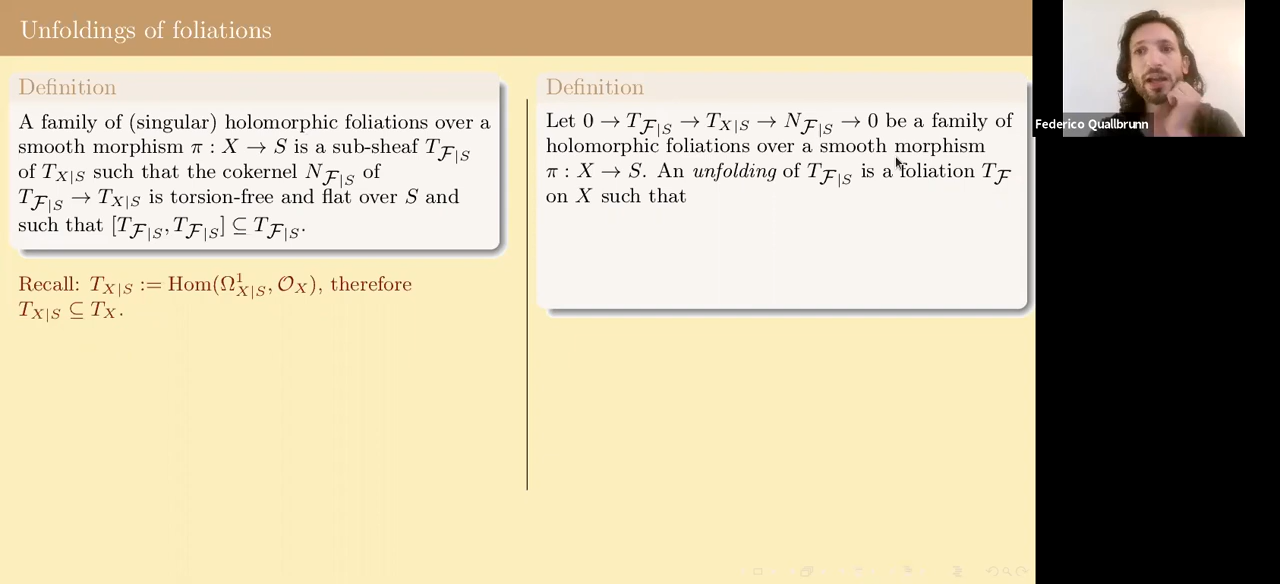 Unfoldings of foliations
Definition
A family of (singular) holomorphic foliations over a
smooth morphism π : X → S is a sub-sheaf T_{𝓕|S}
of T_{X|S} such that the cokernel N_{𝓕|S} of
T_{𝓕|S} → T_{X|S} is torsion-free and flat over S and
such that [T_{𝓕|S}, T_{𝓕|S}] ⊆ T_{𝓕|S}.
Recall: T_{X|S} := Hom(Ω^1_{X|S}, 𝒪_X), therefore
T_{X|S} ⊆ T_X.
Definition
Let 0 → T_{𝓕|S} → T_{X|S} → N_{𝓕|S} → 0 be a family of
holomorphic foliations over a smooth morphism
π : X → S. An unfolding of T_{𝓕|S} is a foliation T_𝓕
on X such that
Federico Quallbrunn